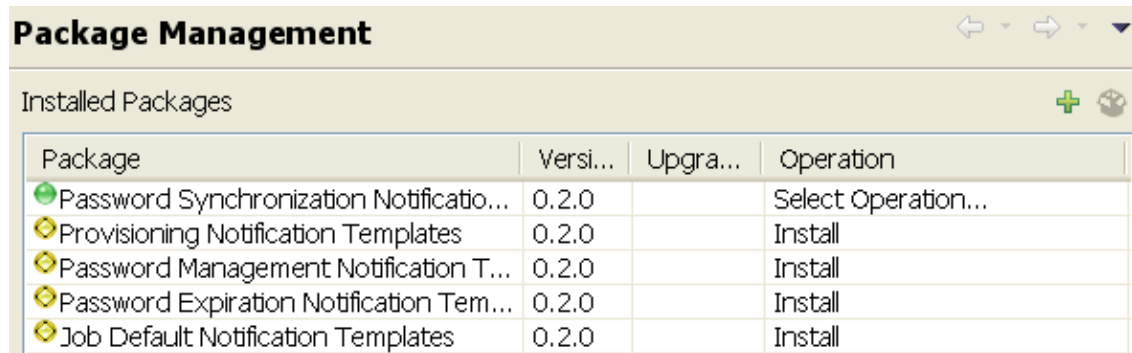 Package Management
Installed Packages
Package Versi... Upgra... Operation
Password Synchronization Notificatio... 0.2.0 Select Operation...
Provisioning Notification Templates 0.2.0 Install
Password Management Notification T... 0.2.0 Install
Password Expiration Notification Tem... 0.2.0 Install
Job Default Notification Templates 0.2.0 Install